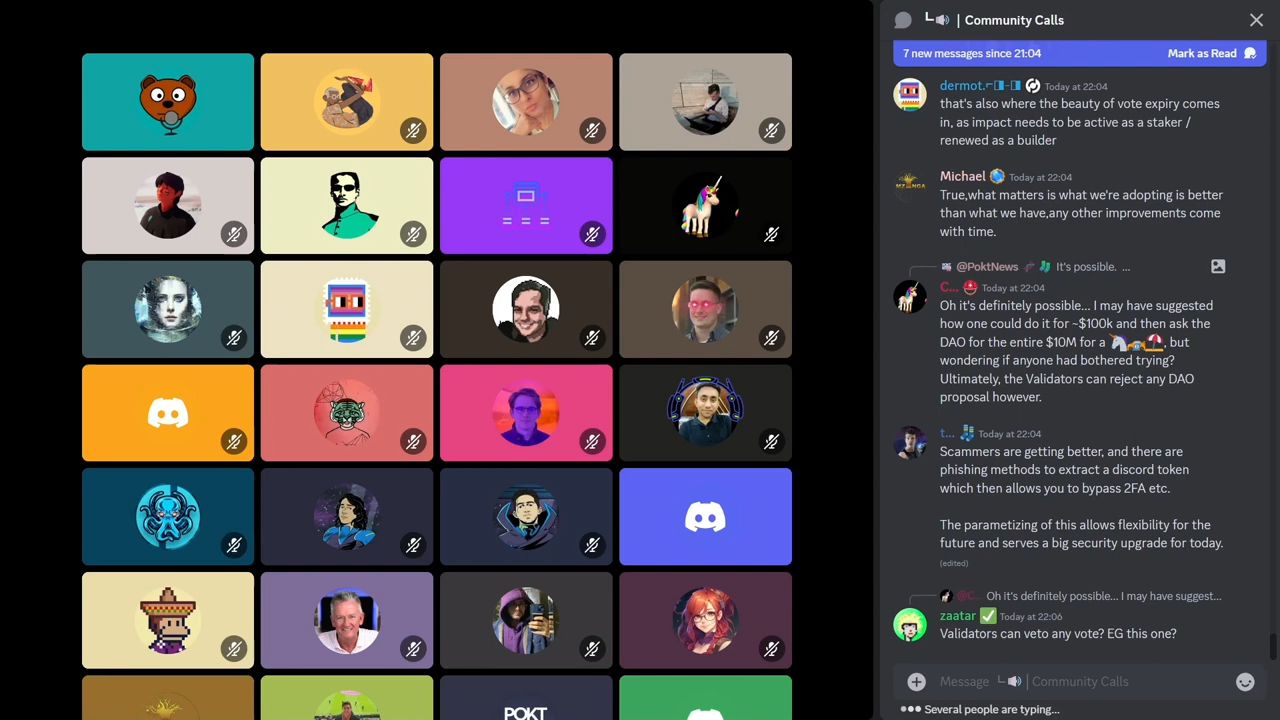 Community Calls
7 new messages since 21:04
Mark as Read
dermot. Today at 22:04
that's also where the beauty of vote expiry comes
in, as impact needs to be active as a staker /
renewed as a builder
Michael Today at 22:04
True,what matters is what we're adopting is better
than what we have,any other improvements come
with time.
@PoktNews It's possible. ...
C... Today at 22:04
Oh it's definitely possible... I may have suggested
how one could do it for ~$100k and then ask the
DAO for the entire $10M for a 🦄🚗🏖️, but
wondering if anyone had bothered trying?
Ultimately, the Validators can reject any DAO
proposal however.
t... Today at 22:04
Scammers are getting better, and there are
phishing methods to extract a discord token
which then allows you to bypass 2FA etc.
The parametizing of this allows flexibility for the
future and serves a big security upgrade for today.
(edited)
@C... Oh it's definitely possible... I may have suggest...
zaatar Today at 22:06
Validators can veto any vote? EG this one?
Message Community Calls
Several people are typing...
POKT